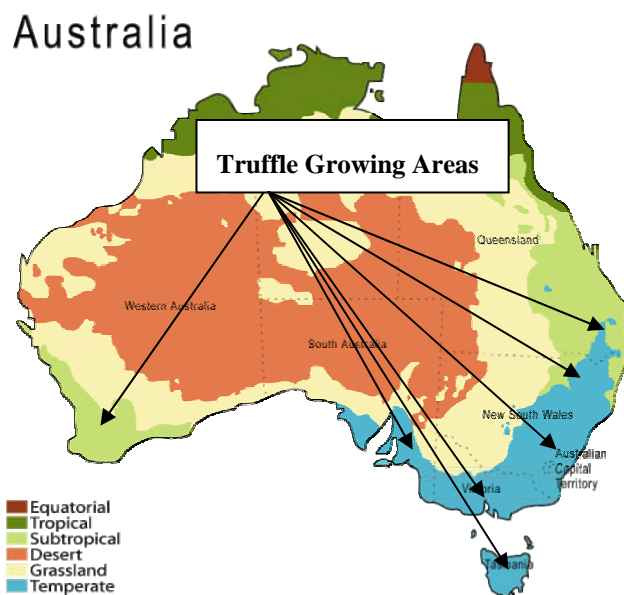 Australia
Truffle Growing Areas
Queensland
Western Australia
South Australia
New South Wales
Australian
Capital
Territory
Victoria
Tasmania
Equatorial
Tropical
Subtropical
Desert
Grassland
Temperate